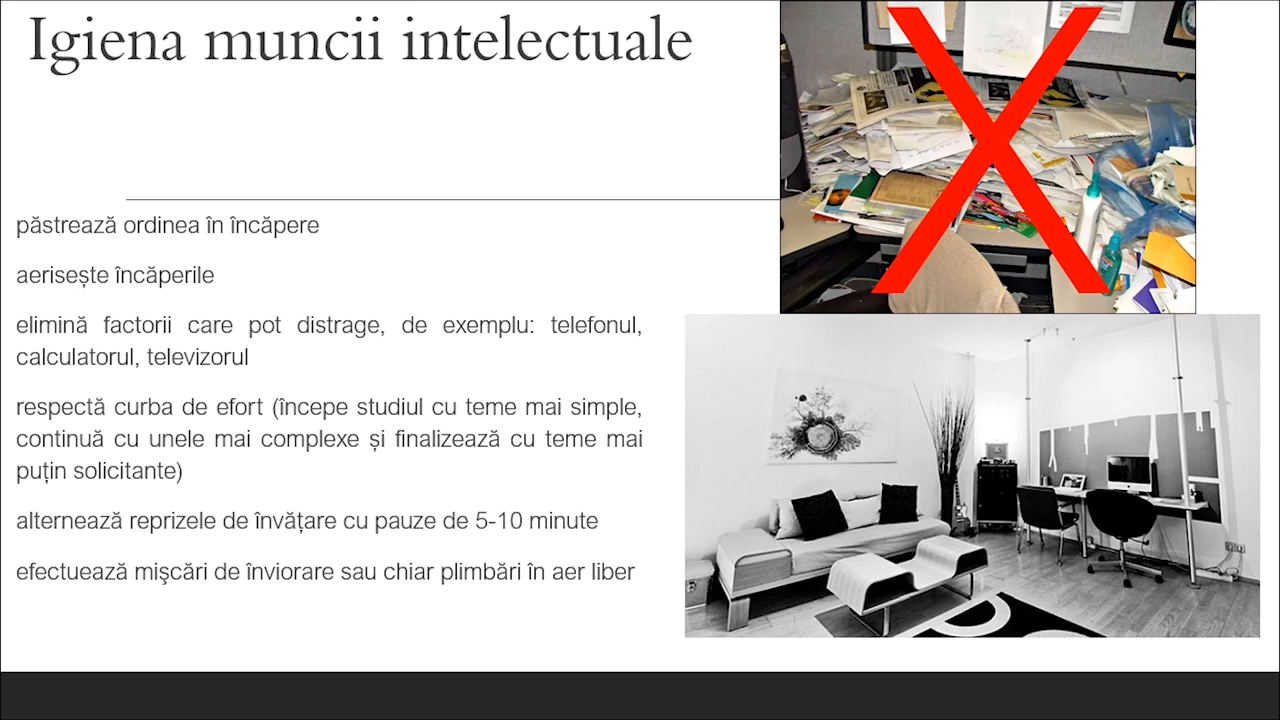 Igiena muncii intelectuale
păstrează ordinea în încăpere
aerisește încăperile
elimină factorii care pot distrage, de exemplu: telefonul,
calculatorul, televizorul
respectă curba de efort (începe studiul cu teme mai simple,
continuă cu unele mai complexe și finalizează cu teme mai
puțin solicitante)
alternează reprizele de învățare cu pauze de 5-10 minute
efectuează mişcări de înviorare sau chiar plimbări în aer liber